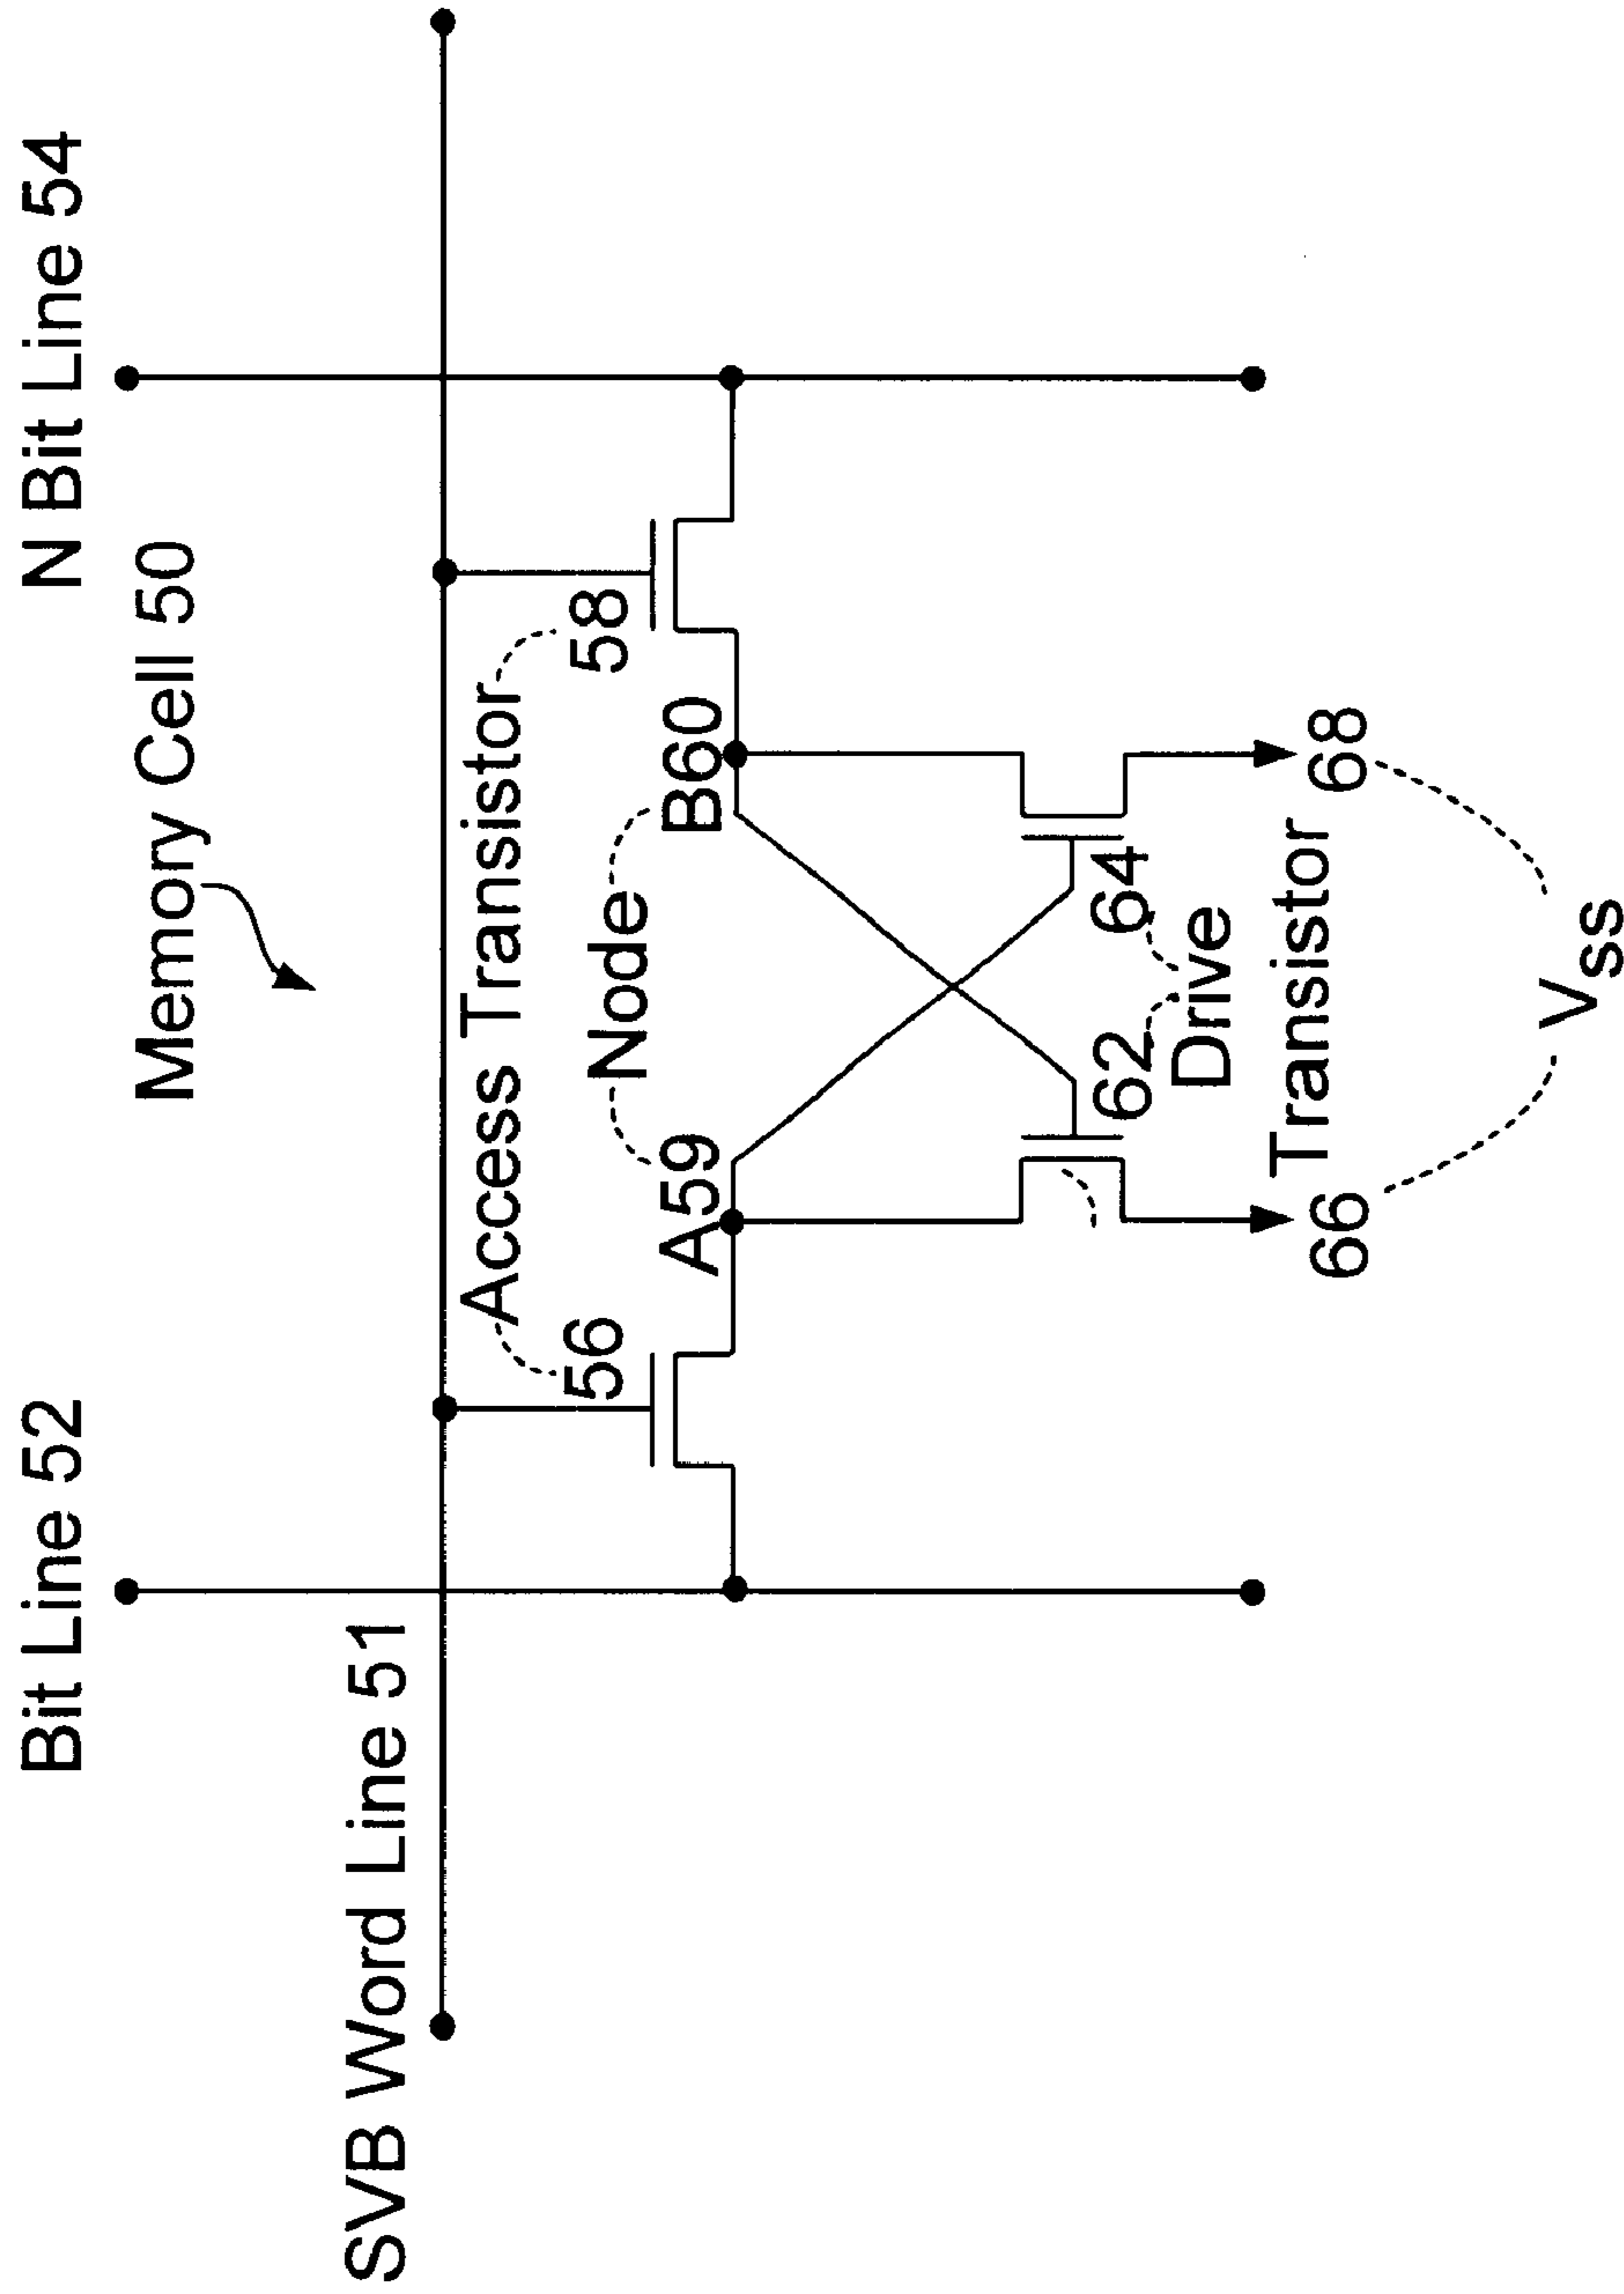 Bit Line 52
N Bit Line 54
Memory Cell 50
SVB Word Line 51
Access Transistor
56
58
Node
A59
B60
62
64
Drive
Transistor
66
68
Vss